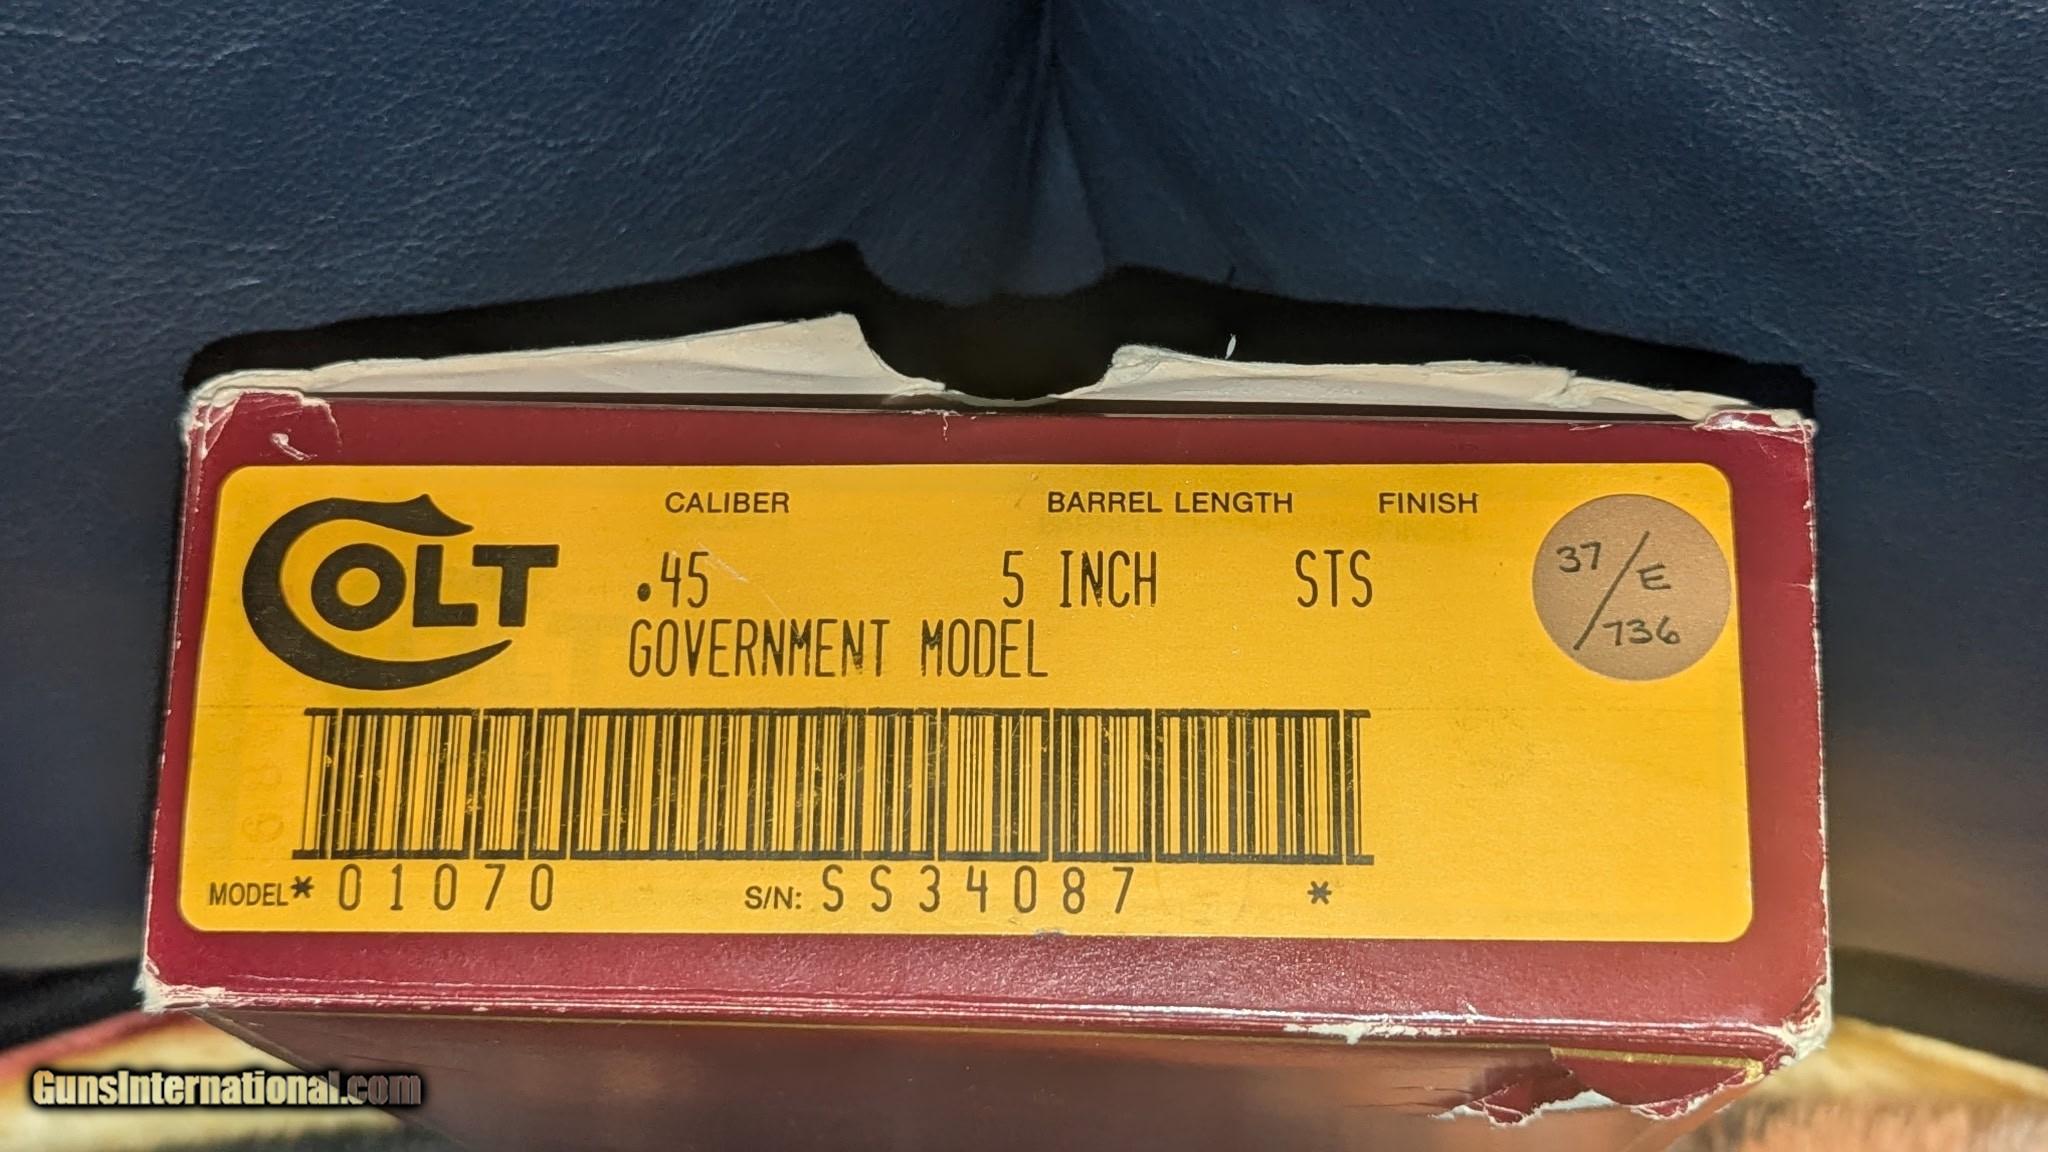 COLT
CALIBER BARREL LENGTH FINISH
.45 5 INCH STS
GOVERNMENT MODEL
37/E/736
MODEL* 01070 S/N: SS34087 *
GunsInternational.com